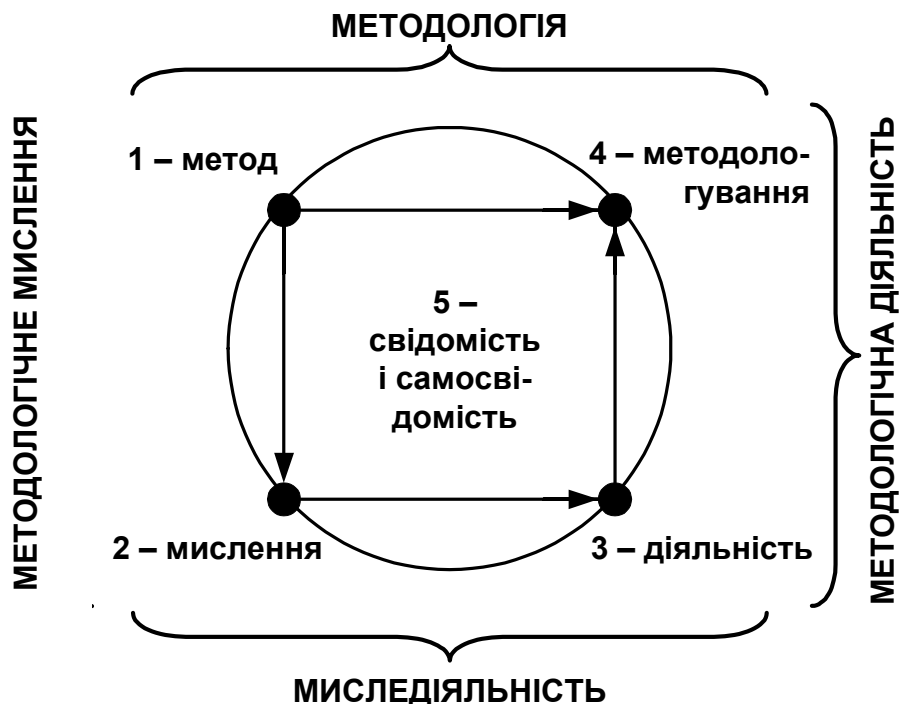 МЕТОДОЛОГІЯ
МЕТОДОЛОГІЧНЕ МИСЛЕННЯ
1 – метод
4 – методоло-
гування
5 –
свідомість
і самосві-
домість
2 – мислення
3 – діяльність
МЕТОДОЛОГІЧНА ДІЯЛЬНІСТЬ
МИСЛЕДІЯЛЬНІСТЬ